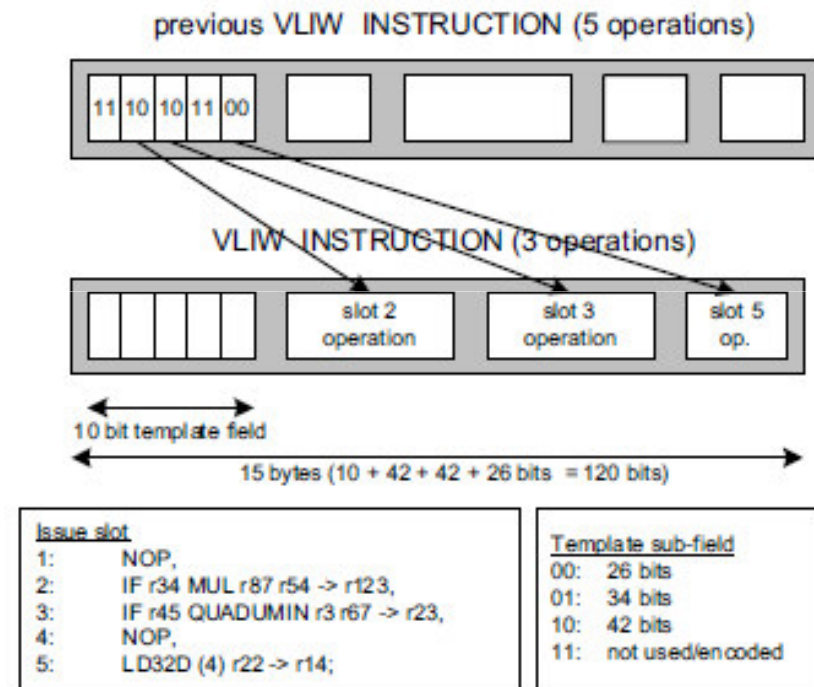 previous VLIW INSTRUCTION (5 operations)
11 10 10 11 00
VLIW INSTRUCTION (3 operations)
slot 2
operation
slot 3
operation
slot 5
op.
10 bit template field
15 bytes (10 + 42 + 42 + 26 bits = 120 bits)
Issue slot
1: NOP,
2: IF r34 MUL r87 r54 -> r123,
3: IF r45 QUADUMIN r3 r67 -> r23,
4: NOP,
5: LD32D (4) r22 -> r14;
Template sub-field
00: 26 bits
01: 34 bits
10: 42 bits
11: not used/encoded